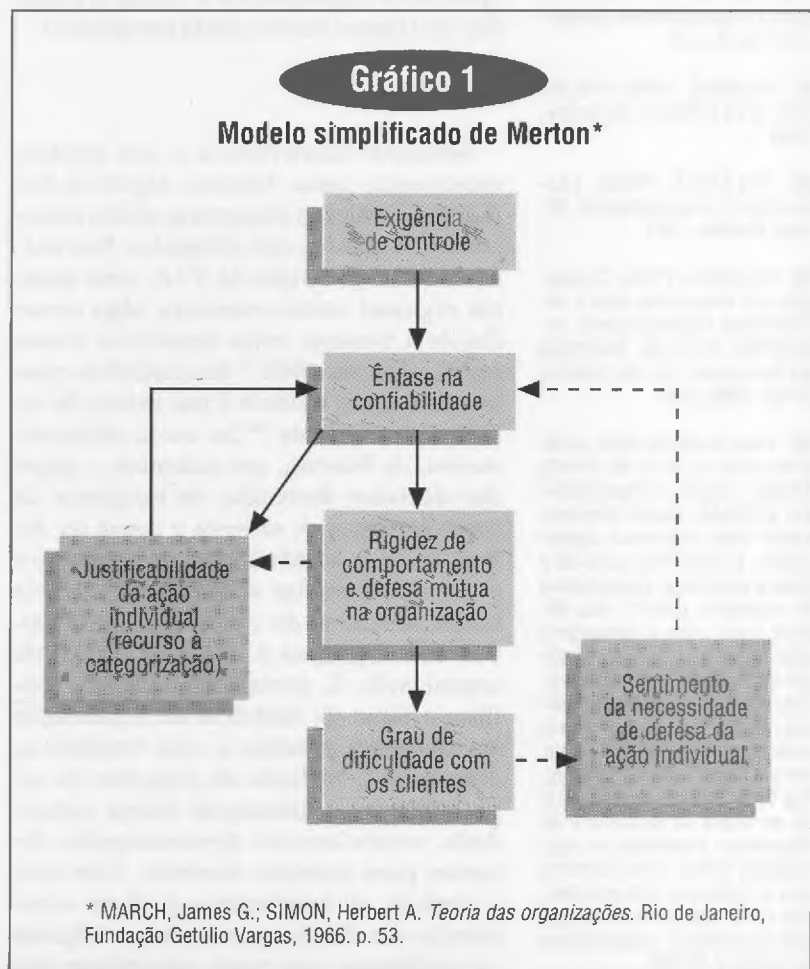 Gráfico 1
Modelo simplificado de Merton*
Exigência
de controle
Ênfase na
confiabilidade
Justificabilidade
da ação
individual
(recurso à
categorização)
Rigidez de
comportamento
e defesa mútua
na organização
Sentimento
da necessidade
de defesa da
ação individual
Grau de
dificuldade com
os clientes
* MARCH, James G.; SIMON, Herbert A. Teoria das organizações. Rio de Janeiro,
Fundação Getúlio Vargas, 1966. p. 53.